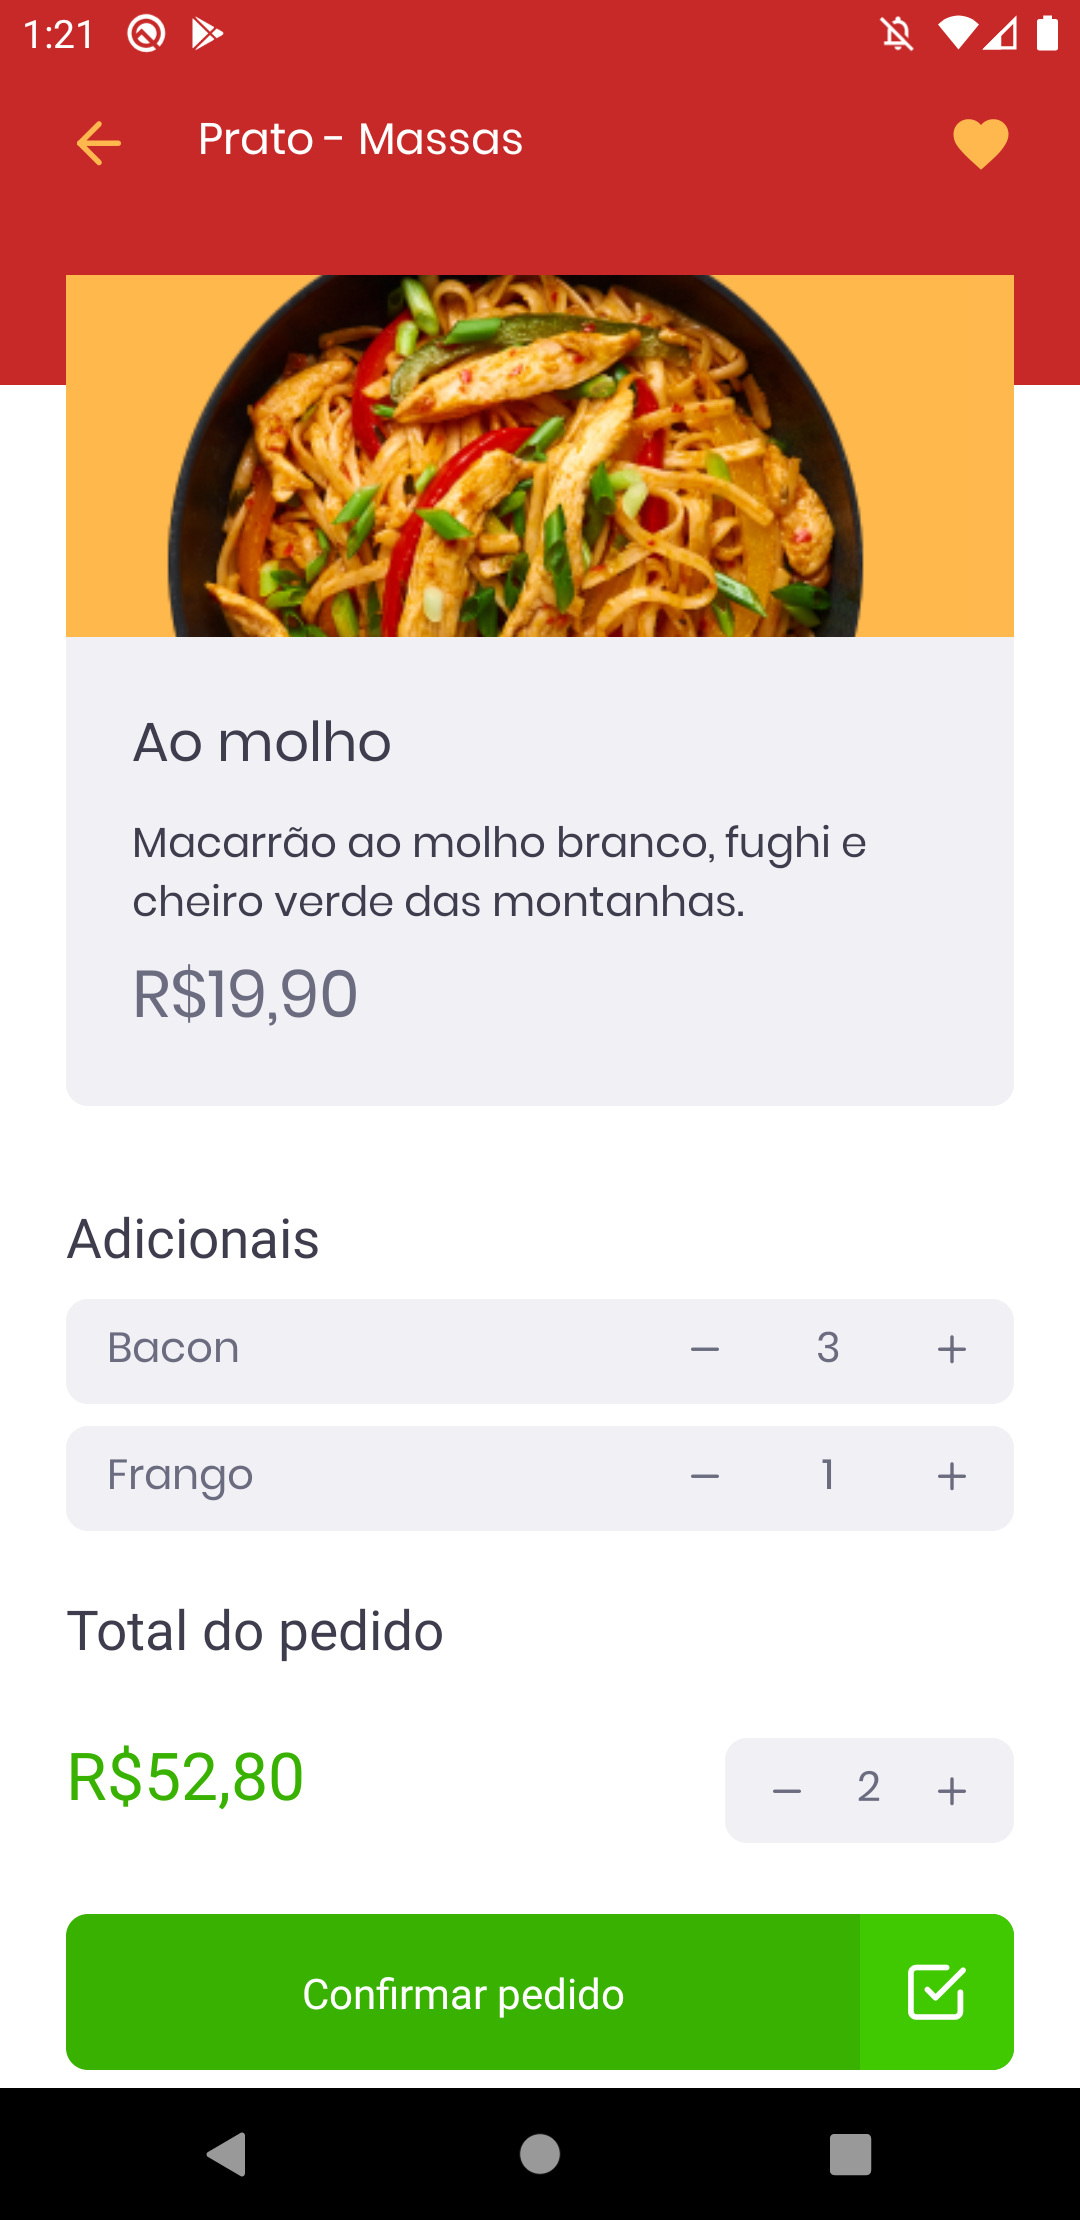 1:21
Prato - Massas
Ao molho
Macarrão ao molho branco, fughi e
cheiro verde das montanhas.
R$19,90
Adicionais
Bacon — 3 +
Frango — 1 +
Total do pedido
R$52,80 — 2 +
Confirmar pedido